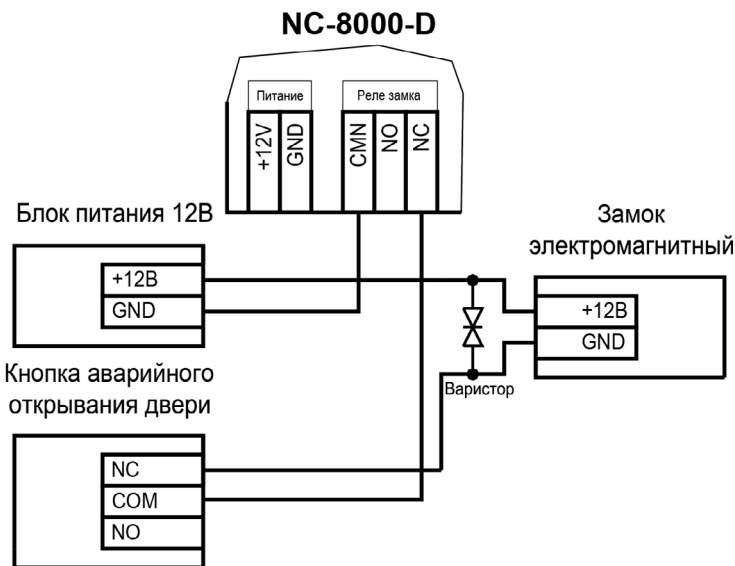 NC-8000-D
Питание
Реле замка
+12V
GND
CMN
NO
NC
Блок питания 12В
+12В
GND
Замок
электромагнитный
+12В
GND
Варистор
Кнопка аварийного
открывания двери
NC
COM
NO